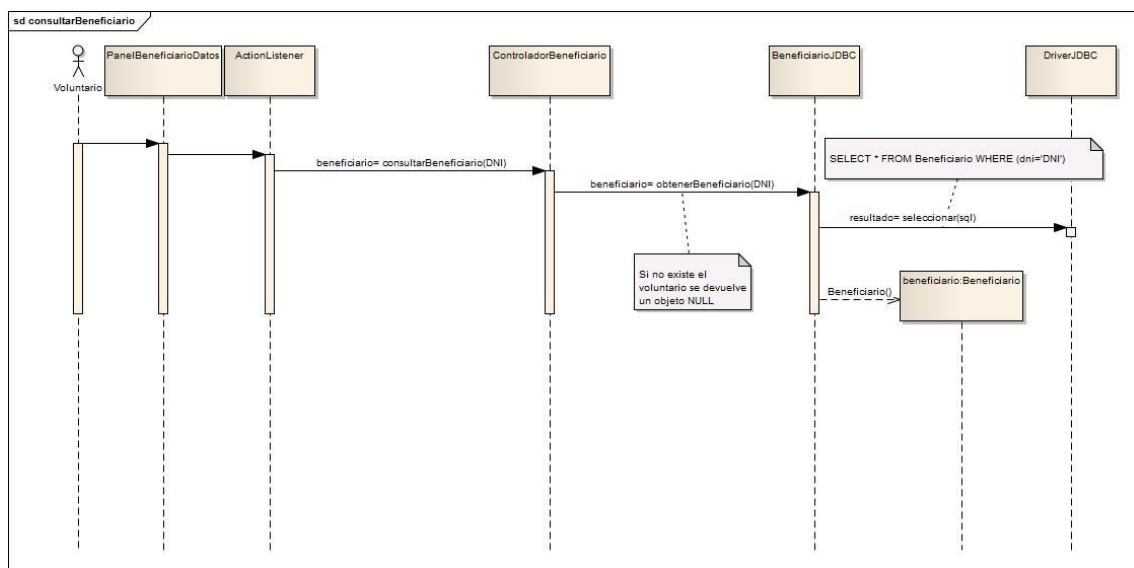 sd consultarBeneficiario
Voluntario
PanelBeneficiarioDatos
ActionListener
ControladorBeneficiario
BeneficiarioJDBC
DriverJDBC
SELECT * FROM Beneficiario WHERE (dni='DNI')
beneficiario= consultarBeneficiario(DNI)
beneficiario= obtenerBeneficiario(DNI)
resultado= seleccionar(sql)
Si no existe el
voluntario se devuelve
un objeto NULL
Beneficiario()
beneficiario:Beneficiario